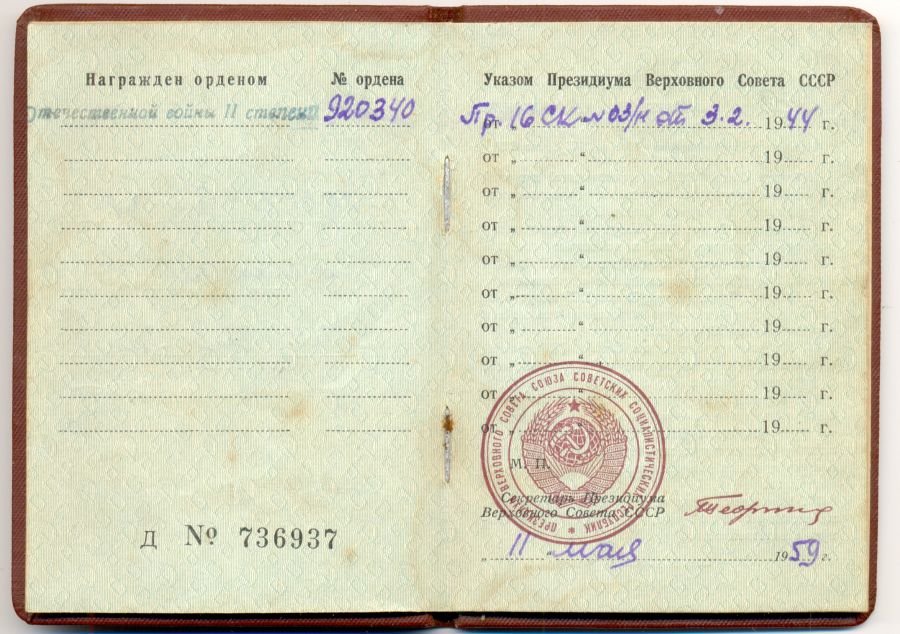 Награжден орденом
№ ордена
Отечественной войны II степени
920340
Д № 736937
Указом Президиума Верховного Совета СССР
Пр. 16 СК № 03/н от 3.2. 1944 г.
от „ “ 19 г.
от „ “ 19 г.
от „ “ 19 г.
от „ “ 19 г.
от „ “ 19 г.
от „ “ 19 г.
от „ “ 19 г.
от „ “ 19 г.
от „ “ 19 г.
ПРЕЗИДИУМ ВЕРХОВНОГО СОВЕТА СОЮЗА СОВЕТСКИХ СОЦИАЛИСТИЧЕСКИХ РЕСПУБЛИК
М. П.
Секретарь Президиума
Верховного Совета СССР
„ 11 “ мая 1959 г.